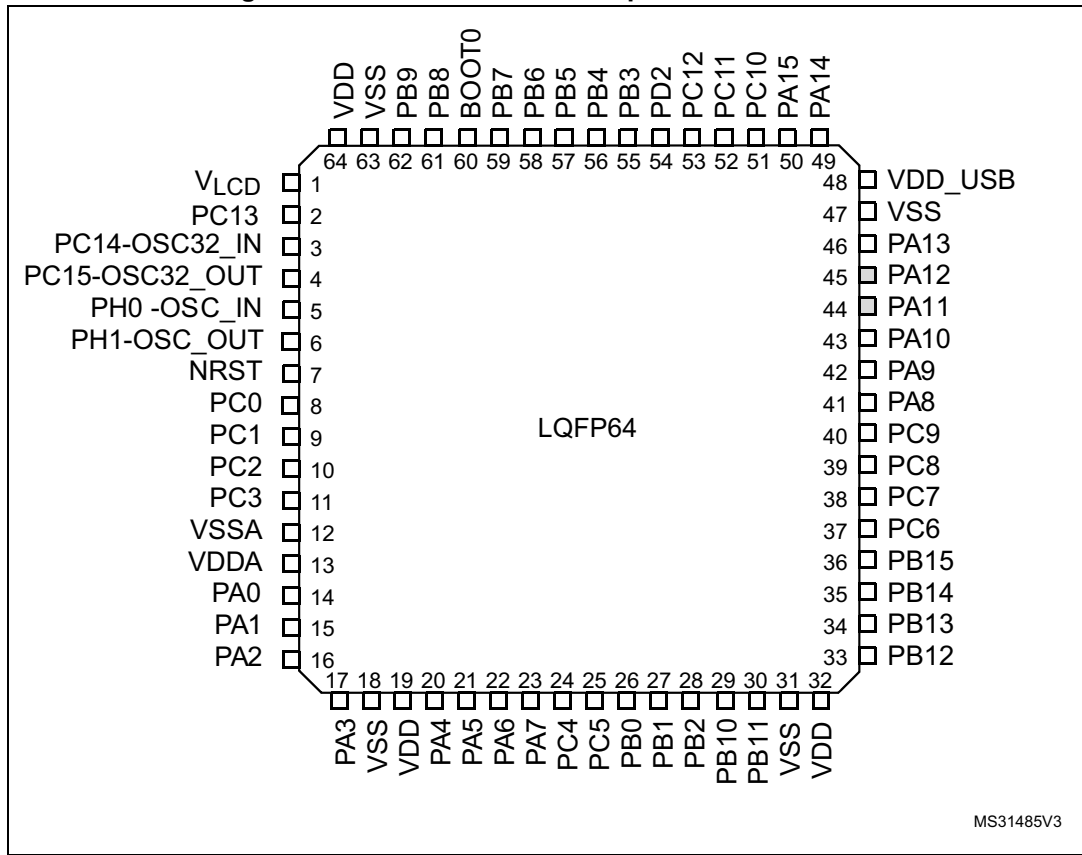 VDD
VSS
PB9
PB8
BOOT0
PB7
PB6
PB5
PB4
PB3
PD2
PC12
PC11
PC10
PA15
PA14
64 63 62 61 60 59 58 57 56 55 54 53 52 51 50 49
VLCD 1
PC13 2
PC14-OSC32_IN 3
PC15-OSC32_OUT 4
PH0 -OSC_IN 5
PH1-OSC_OUT 6
NRST 7
PC0 8
PC1 9
PC2 10
PC3 11
VSSA 12
VDDA 13
PA0 14
PA1 15
PA2 16
LQFP64
48 VDD_USB
47 VSS
46 PA13
45 PA12
44 PA11
43 PA10
42 PA9
41 PA8
40 PC9
39 PC8
38 PC7
37 PC6
36 PB15
35 PB14
34 PB13
33 PB12
17 18 19 20 21 22 23 24 25 26 27 28 29 30 31 32
PA3
VSS
VDD
PA4
PA5
PA6
PA7
PC4
PC5
PB0
PB1
PB2
PB10
PB11
VSS
VDD
MS31485V3